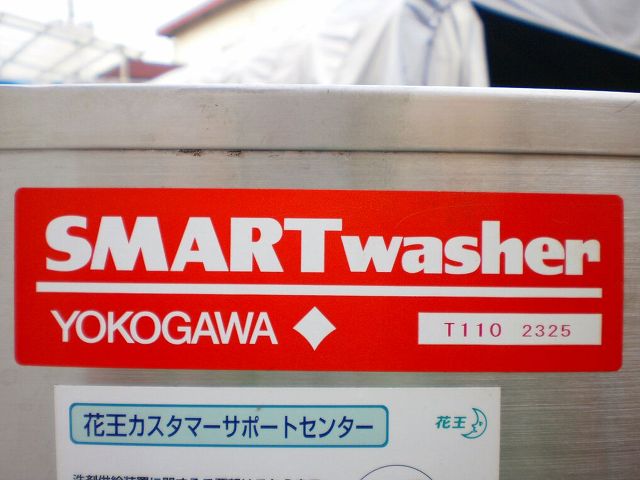 SMARTwasher
YOKOGAWA
T110 2325
花王カスタマーサポートセンター
花王